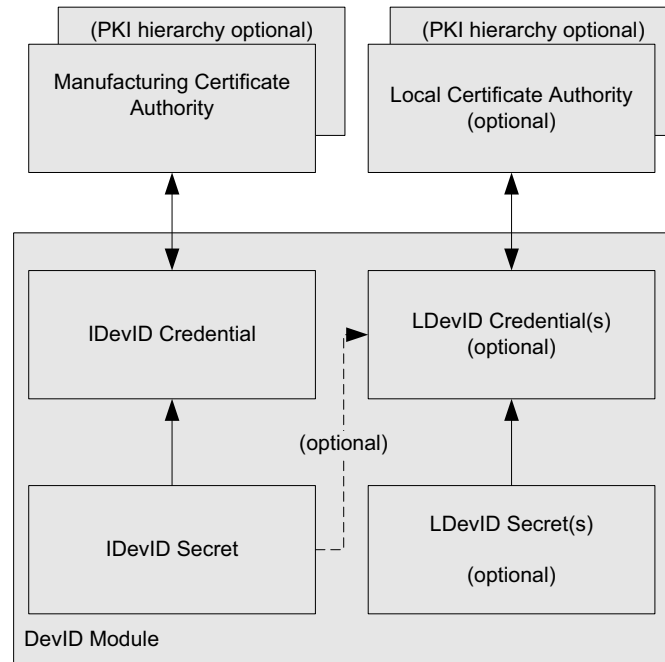 (PKI hierarchy optional)
(PKI hierarchy optional)
Manufacturing Certificate
Authority
Local Certificate Authority
(optional)
IDevID Credential
LDevID Credential(s)
(optional)
(optional)
IDevID Secret
LDevID Secret(s)
(optional)
DevID Module